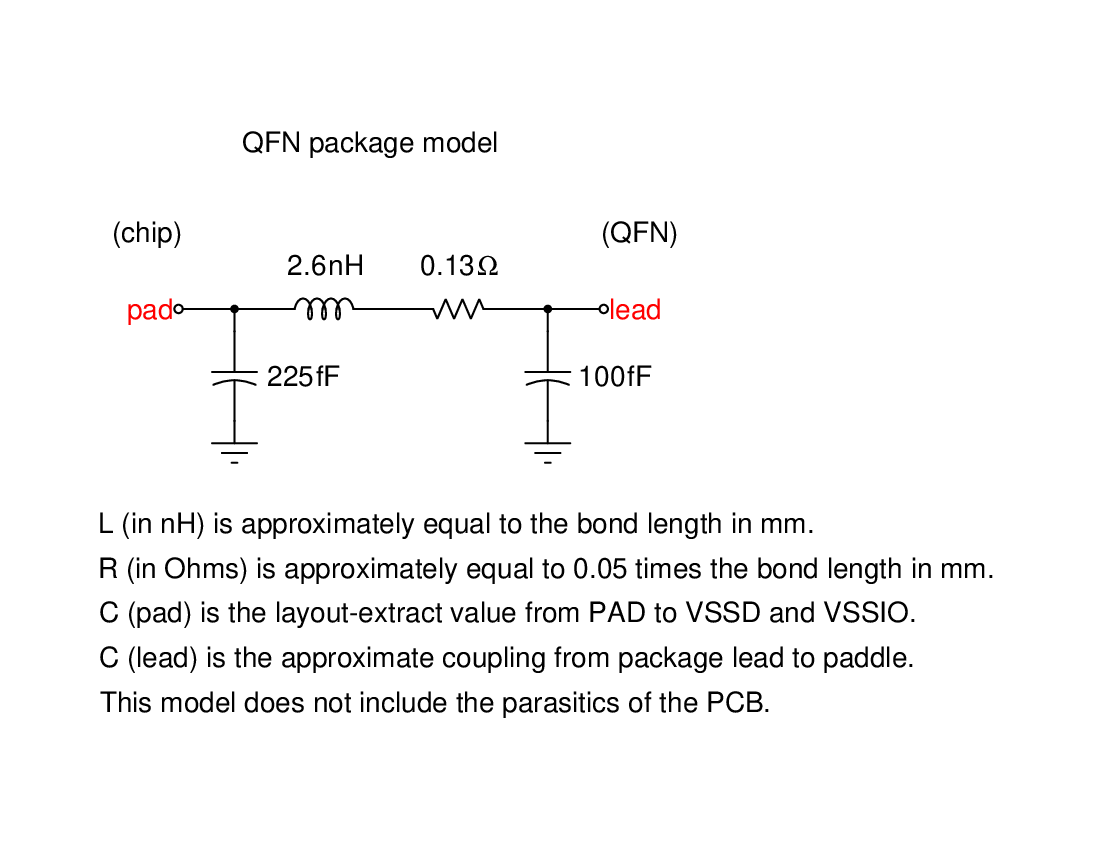 QFN package model
(chip)
(QFN)
2.6nH
0.13Ω
pad
lead
225fF
100fF
L (in nH) is approximately equal to the bond length in mm.
R (in Ohms) is approximately equal to 0.05 times the bond length in mm.
C (pad) is the layout-extract value from PAD to VSSD and VSSIO.
C (lead) is the approximate coupling from package lead to paddle.
This model does not include the parasitics of the PCB.